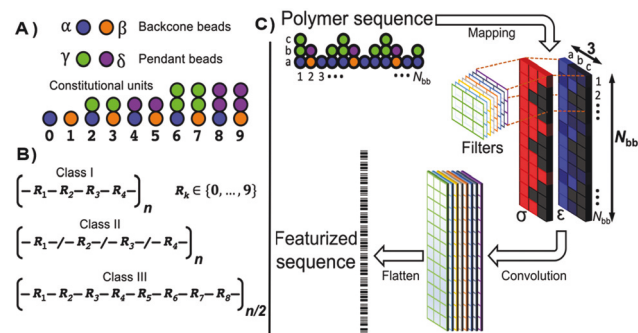 A)
α β Backcone beads
γ δ Pendant beads
Constitutional units
0 1 2 3 4 5 6 7 8 9
B)
Class I
[-R1-R2-R3-R4-]n Rk ∈ {0, ..., 9}
Class II
[-R1-/-R2-/-R3-/-R4-]n
Class III
[-R1-R2-R3-R4-R5-R6-R7-R8-]n/2
C)
Polymer sequence
c
b
a
1 2 3 ••• ••• Nbb
Mapping
3
a b c
1
2
Nbb
Nbb
Filters
σ ε
Convolution
Flatten
Featurized
sequence